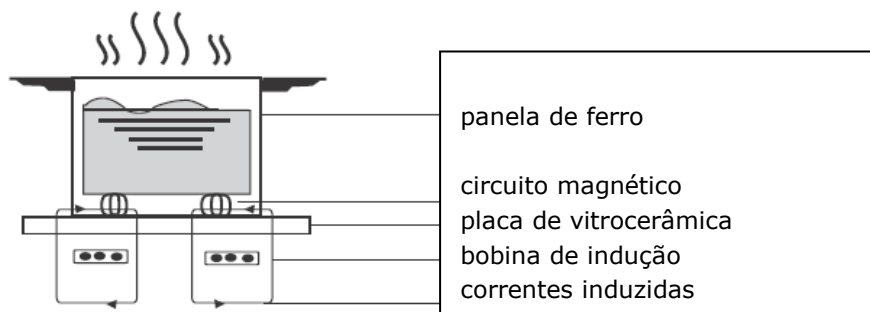 panela de ferro
circuito magnético
placa de vitrocerâmica
bobina de indução
correntes induzidas